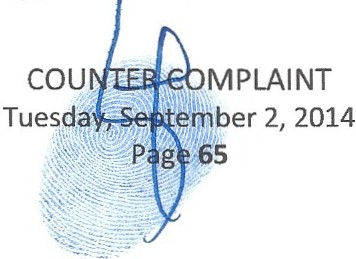 COUNTER COMPLAINT
Tuesday, September 2, 2014
Page 65